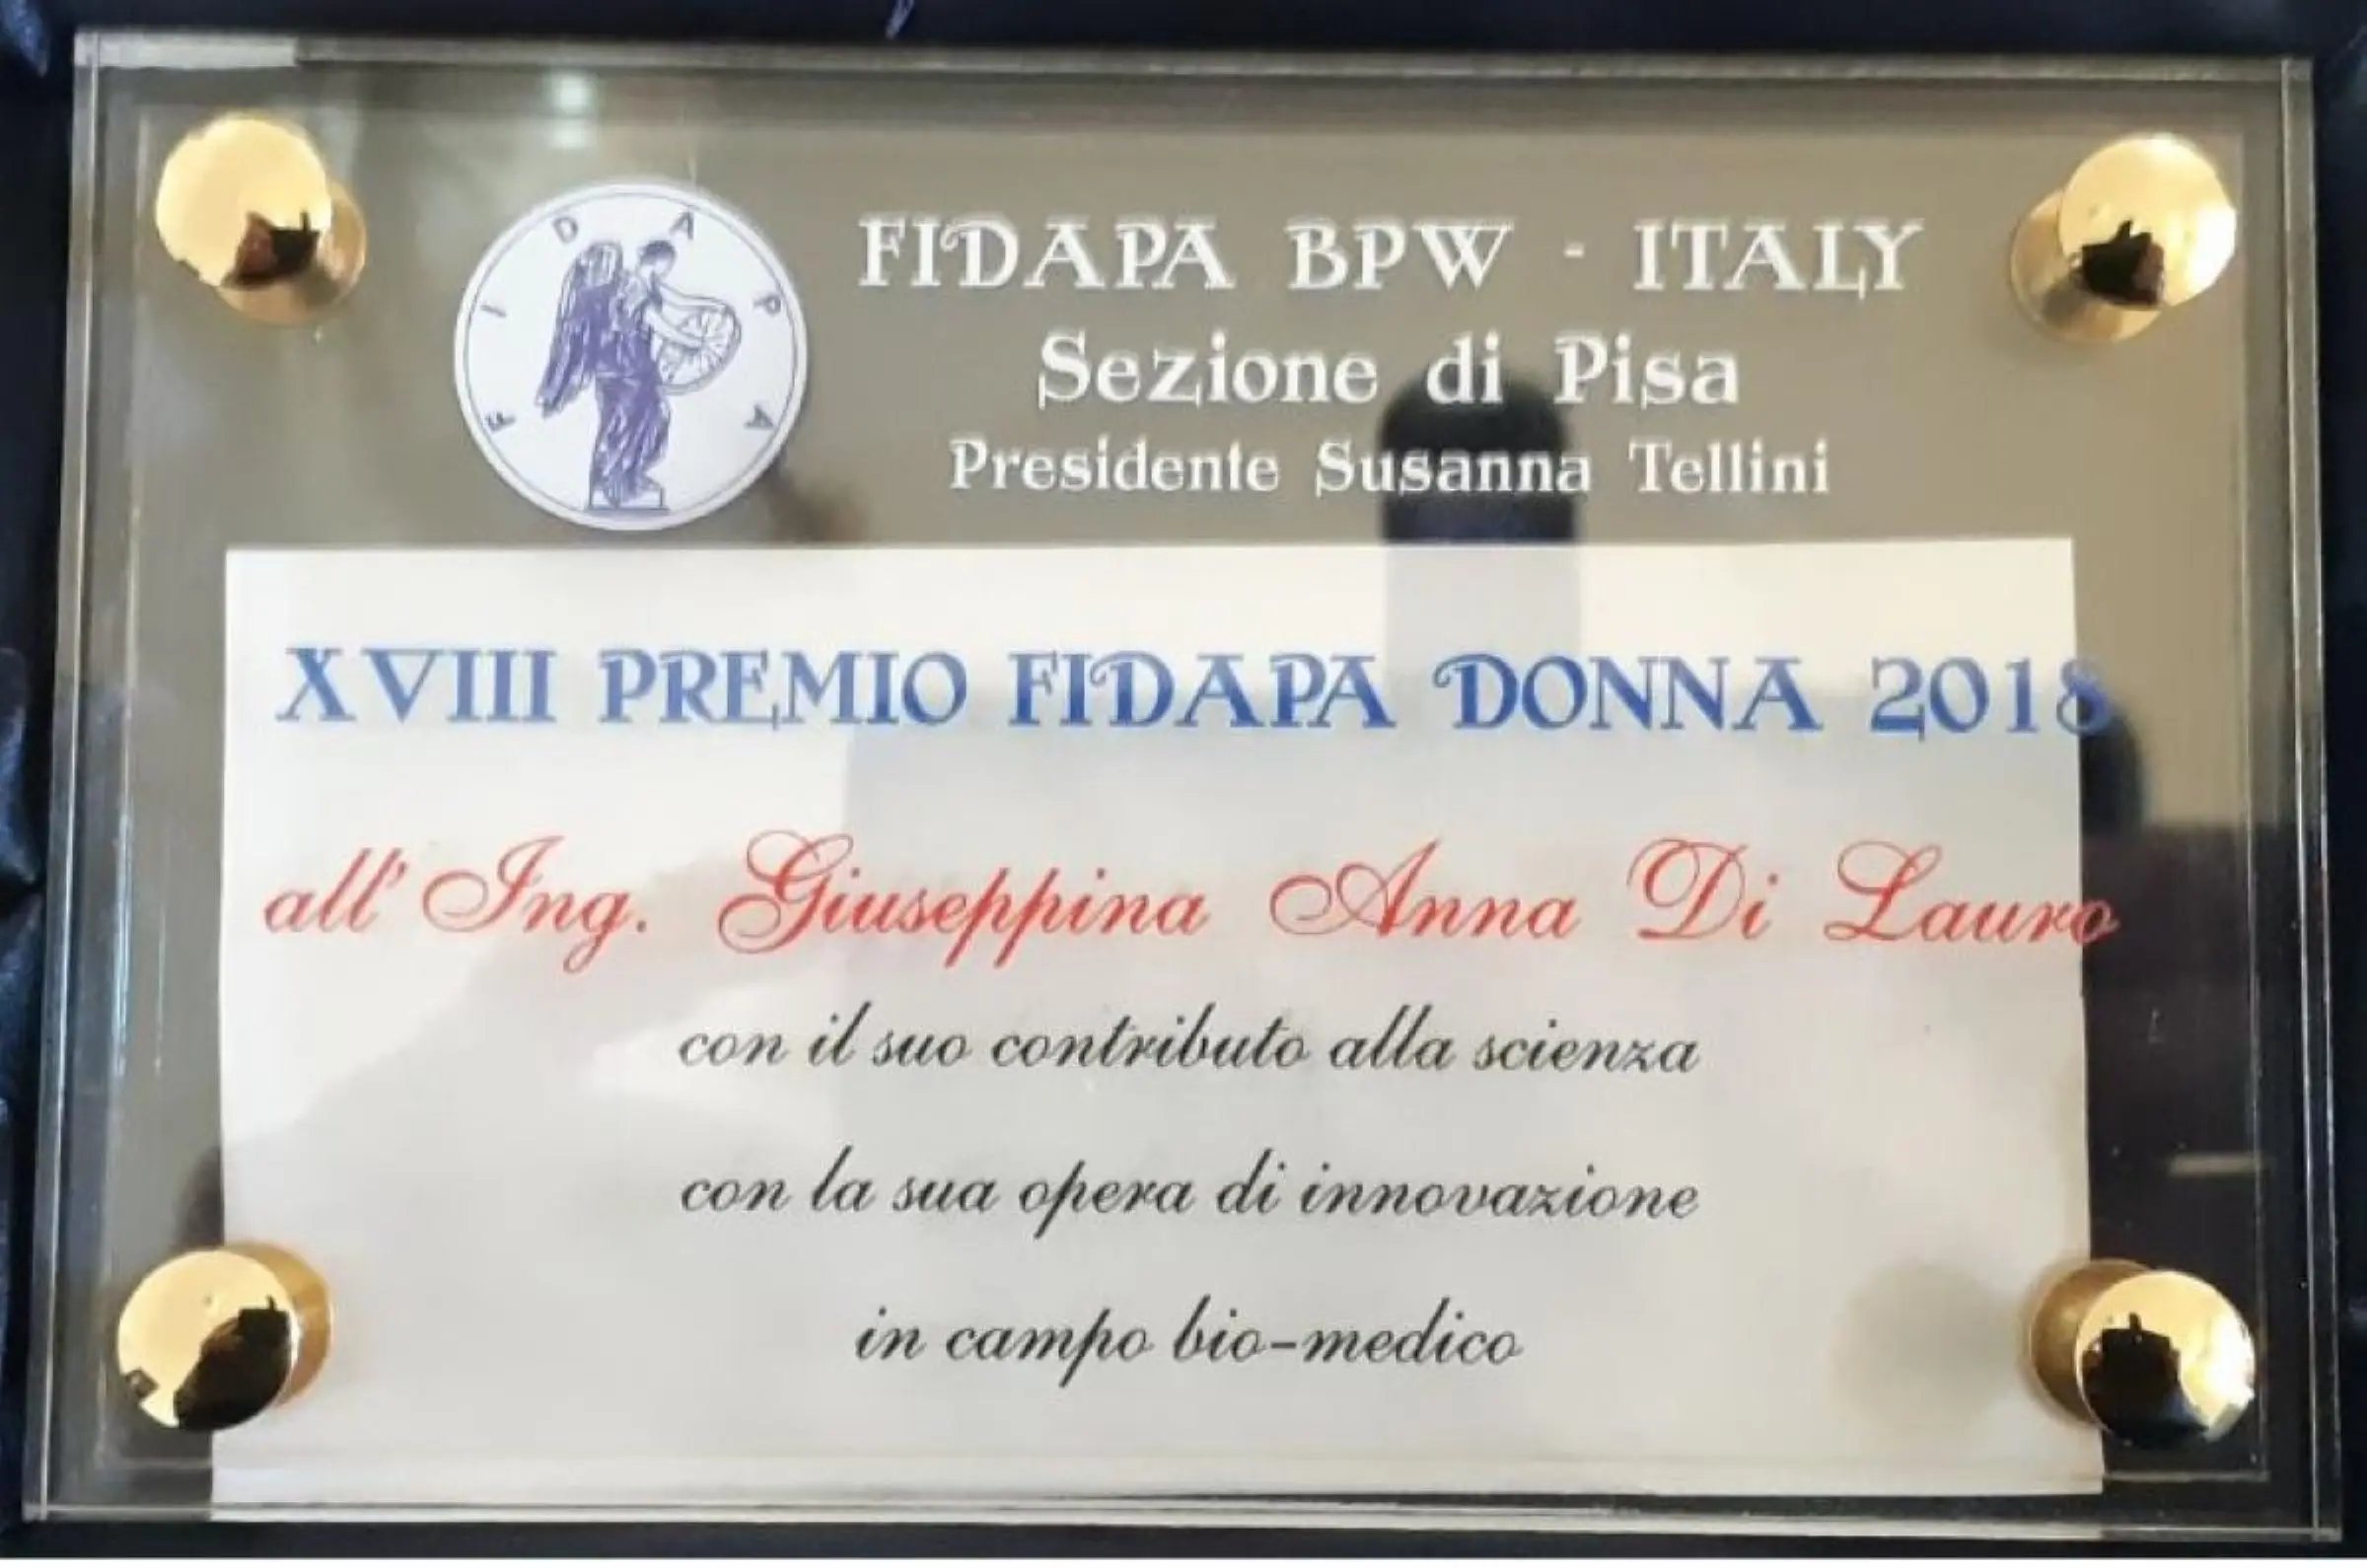 FIDAPA
FIDAPA BPW - ITALY
Sezione di Pisa
Presidente Susanna Tellini
XVIII PREMIO FIDAPA DONNA 2018
all' Ing. Giuseppina Anna Di Lauro
con il suo contributo alla scienza
con la sua opera di innovazione
in campo bio-medico